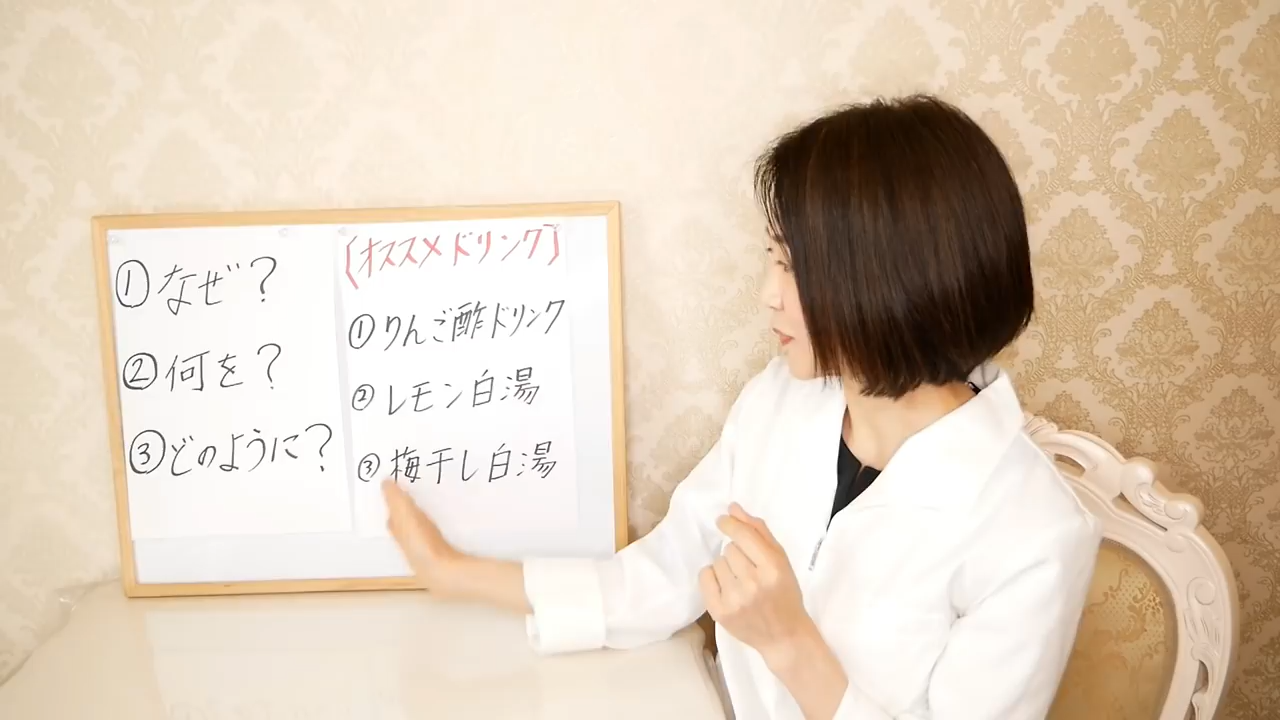 ①なぜ?
②何を?
③どのように?
〔オススメドリンク〕
①りんご酢ドリンク
②レモン白湯
③梅干し白湯